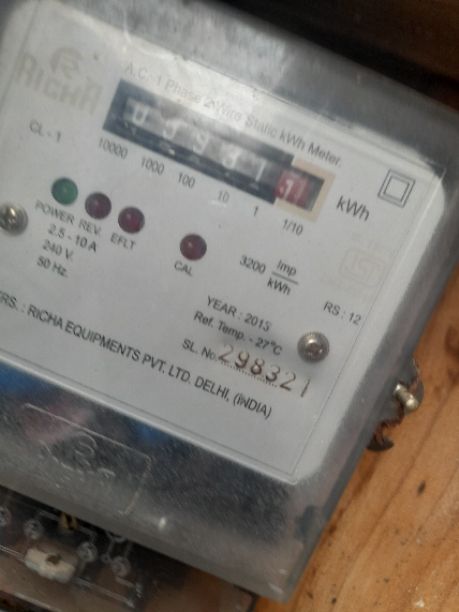 RICHA
A.C. 1 Phase 2 Wire Static kWh Meter.
CL - 1
10000 1000 100 10 1 1/10
kWh
POWER REV. EFLT
CAL
2.5 - 10 A
240 V.
50 Hz.
3200 Imp
kWh
RS : 12
YEAR : 2015
Ref. Temp. - 27°C
SL. No. 298321
RS. : RICHA EQUIPMENTS PVT. LTD. DELHI, (INDIA)